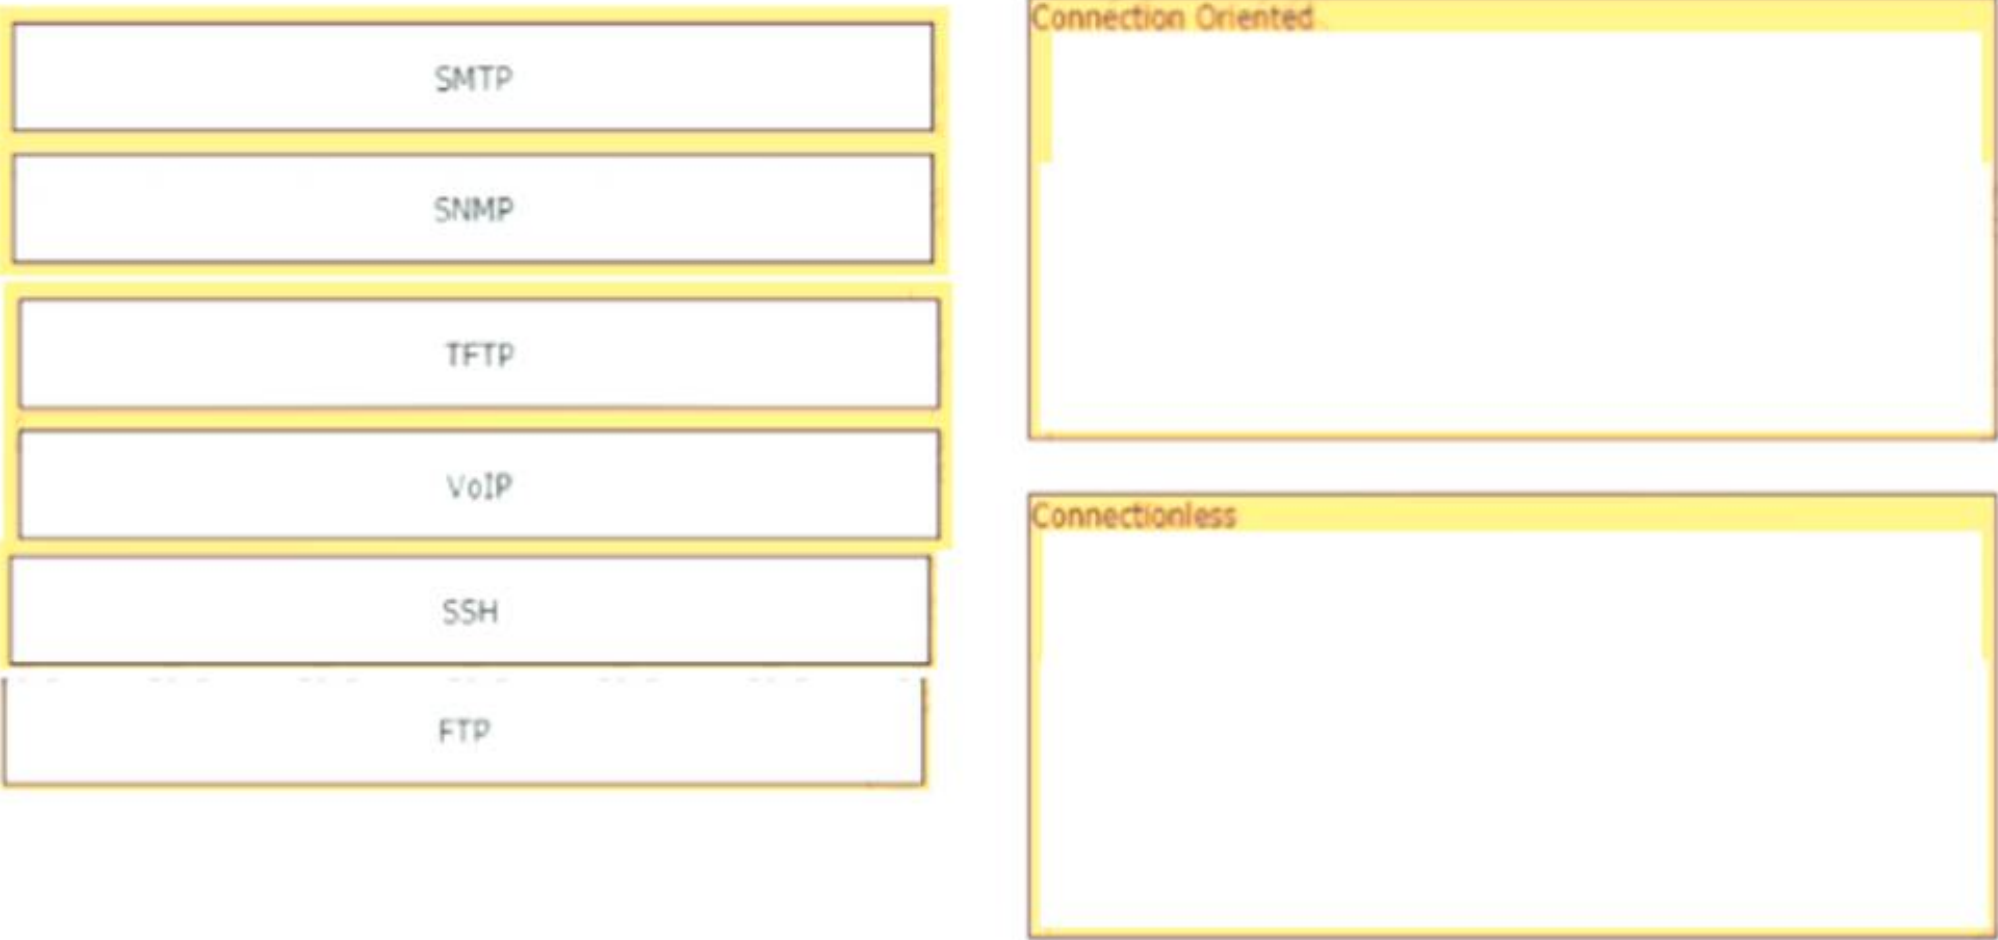 SMTP
SNMP
TFTP
VoIP
SSH
FTP
Connection Oriented
Connectionless